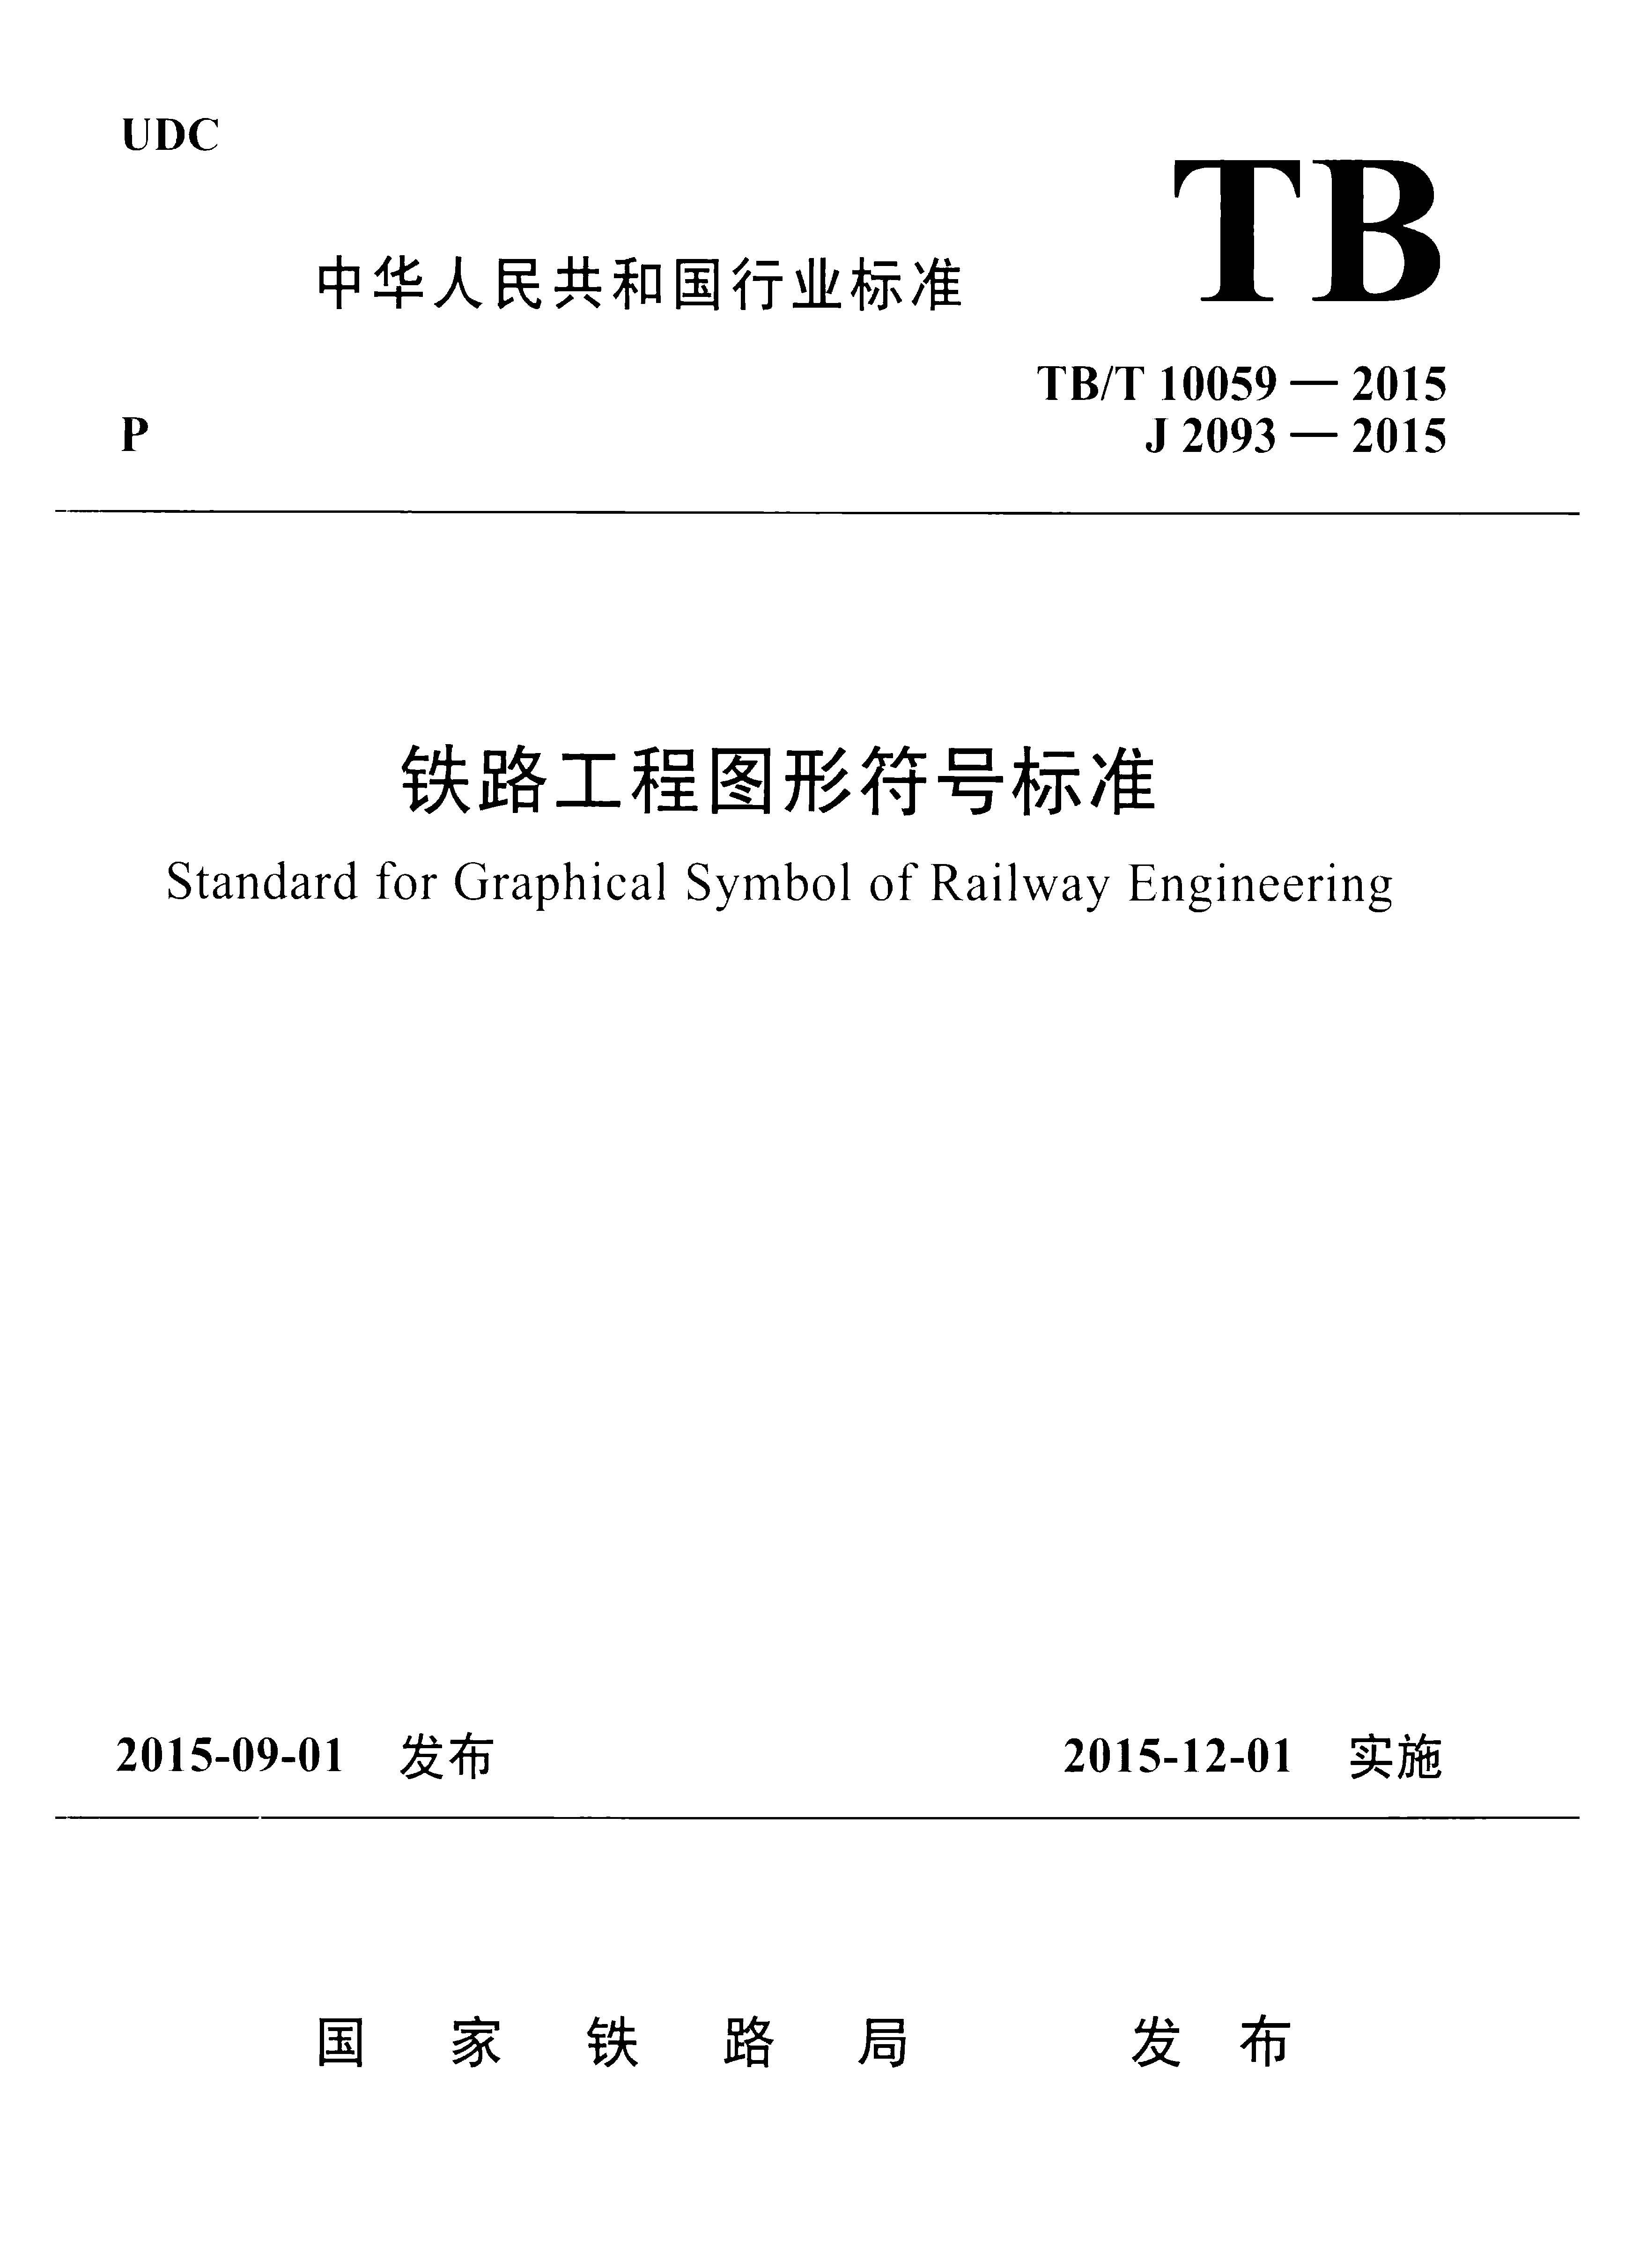 UDC
TB
中华人民共和国行业标准
TB/T 10059 — 2015
P
J 2093 — 2015
铁路工程图形符号标准
Standard for Graphical Symbol of Railway Engineering
2015-09-01 发布
2015-12-01 实施
国家铁路局 发布